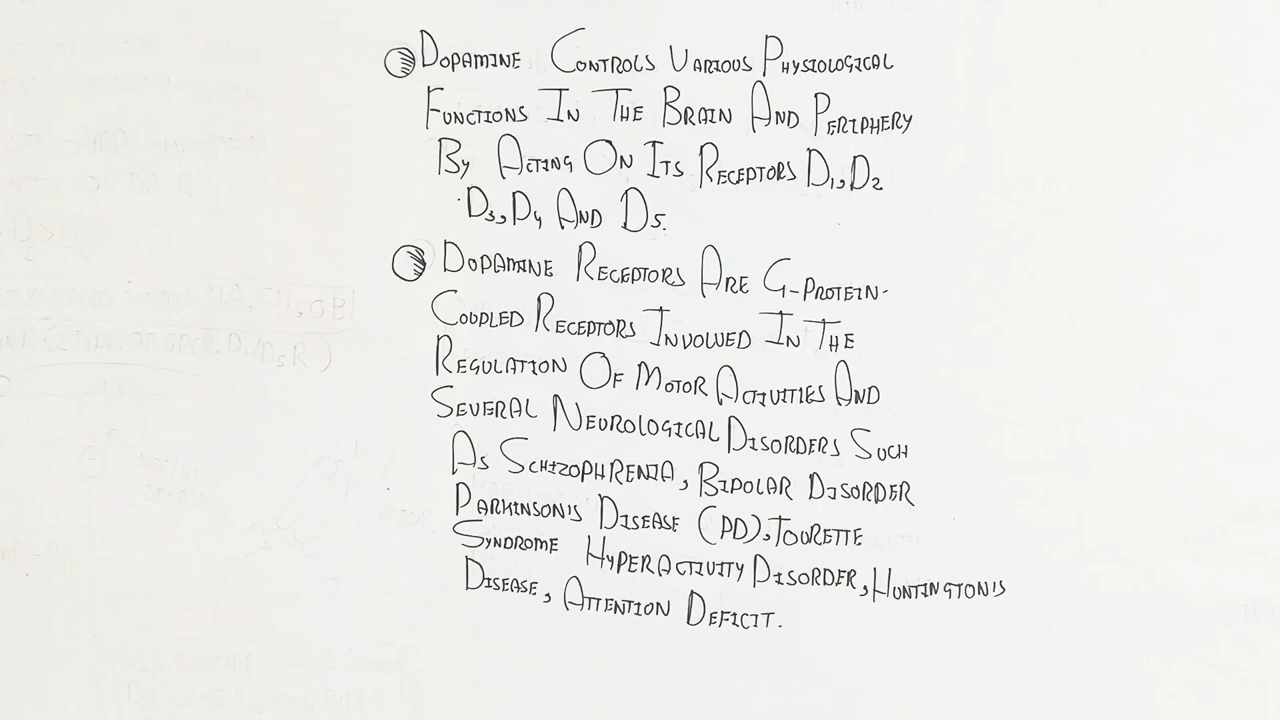 Dopamine Controls Various Physiological
Functions In The Brain And Periphery
By Acting On Its Receptors D1, D2
D3, D4 And D5.
Dopamine Receptors Are G-Protein-
Coupled Receptors Involved In The
Regulation Of Motor Activities And
Several Neurological Disorders Such
As Schizophrenia, Bipolar Disorder
Parkinson's Disease (PD), Tourette
Syndrome Hyperactivity Disorder, Huntington's
Disease, Attention Deficit.